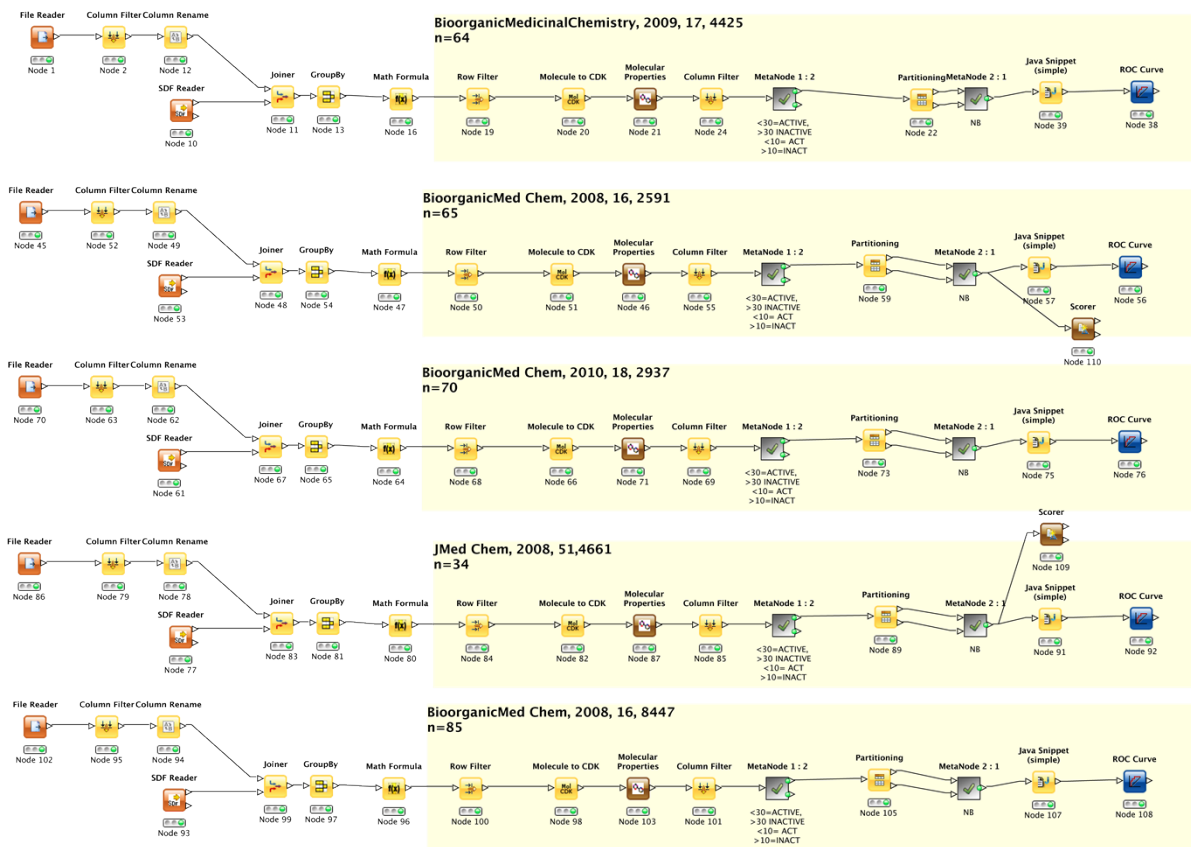 BioorganicMedicinalChemistry, 2009, 17, 4425
n=64
File Reader
Column Filter Column Rename
Node 1
Node 2
Node 12
SDF Reader
Node 10
Joiner
GroupBy
Math Formula
Row Filter
Molecule to CDK
Molecular
Properties
Column Filter
MetaNode 1 : 2
Partitioning MetaNode 2 : 1
Java Snippet
(simple)
ROC Curve
Node 11
Node 13
Node 16
Node 19
Node 20
Node 21
Node 24
<30=ACTIVE,
>30 INACTIVE
<10= ACT
>10=INACT
Node 22
NB
Node 39
Node 38
BioorganicMed Chem, 2008, 16, 2591
n=65
File Reader
Column Filter Column Rename
Node 45
Node 52
Node 49
SDF Reader
Node 53
Joiner
GroupBy
Math Formula
Row Filter
Molecule to CDK
Molecular
Properties
Column Filter
MetaNode 1 : 2
Partitioning
MetaNode 2 : 1
Java Snippet
(simple)
ROC Curve
Node 48
Node 54
Node 47
Node 50
Node 51
Node 46
Node 55
<30=ACTIVE,
>30 INACTIVE
<10= ACT
>10=INACT
Node 59
NB
Node 57
Node 56
Scorer
Node 110
BioorganicMed Chem, 2010, 18, 2937
n=70
File Reader
Column Filter Column Rename
Node 70
Node 63
Node 62
SDF Reader
Node 61
Joiner
GroupBy
Math Formula
Row Filter
Molecule to CDK
Molecular
Properties
Column Filter
MetaNode 1 : 2
Partitioning
MetaNode 2 : 1
Java Snippet
(simple)
ROC Curve
Node 67
Node 65
Node 64
Node 68
Node 66
Node 71
Node 69
<30=ACTIVE,
>30 INACTIVE
<10= ACT
>10=INACT
Node 73
NB
Node 75
Node 76
Scorer
Node 109
JMed Chem, 2008, 51,4661
n=34
File Reader
Column Filter Column Rename
Node 86
Node 79
Node 78
SDF Reader
Node 77
Joiner
GroupBy
Math Formula
Row Filter
Molecule to CDK
Molecular
Properties
Column Filter
MetaNode 1 : 2
Partitioning
MetaNode 2 : 1
Java Snippet
(simple)
ROC Curve
Node 83
Node 81
Node 80
Node 84
Node 82
Node 87
Node 85
<30=ACTIVE,
>30 INACTIVE
<10= ACT
>10=INACT
Node 89
NB
Node 91
Node 92
BioorganicMed Chem, 2008, 16, 8447
n=85
File Reader
Column Filter Column Rename
Node 102
Node 95
Node 94
SDF Reader
Node 93
Joiner
GroupBy
Math Formula
Row Filter
Molecule to CDK
Molecular
Properties
Column Filter
MetaNode 1 : 2
Partitioning
MetaNode 2 : 1
Java Snippet
(simple)
ROC Curve
Node 99
Node 97
Node 96
Node 100
Node 98
Node 103
Node 101
<30=ACTIVE,
>30 INACTIVE
<10= ACT
>10=INACT
Node 105
NB
Node 107
Node 108